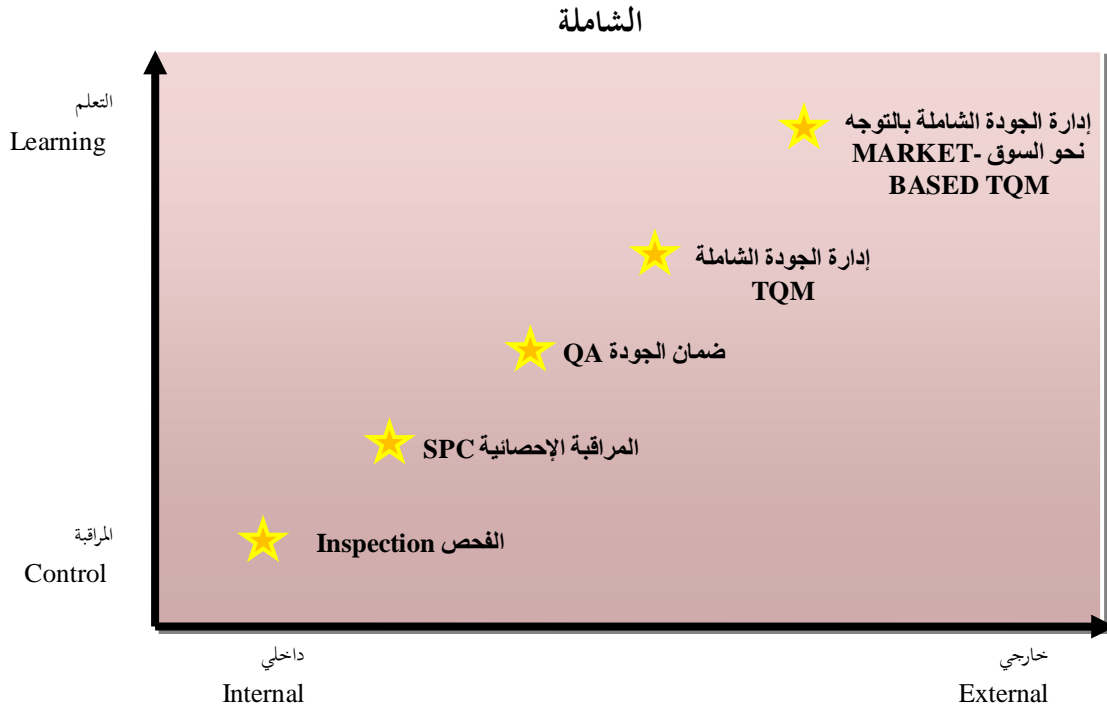 الشاملة
التعلم
Learning
إدارة الجودة الشاملة بالتوجه
نحو السوق MARKET-
BASED TQM
إدارة الجودة الشاملة
TQM
ضمان الجودة QA
المراقبة الإحصائية SPC
الفحص Inspection
المراقبة
Control
داخلي
Internal
خارجي
External